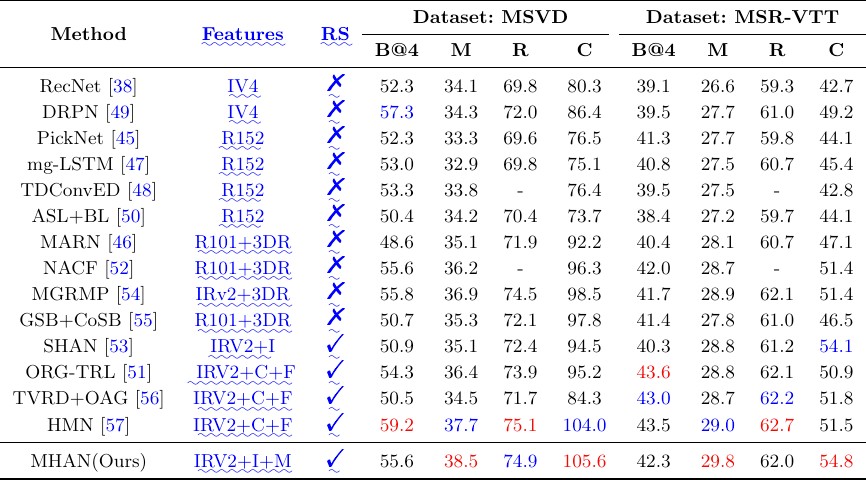 Method Features RS Dataset: MSVD Dataset: MSR-VTT
B@4 M R C B@4 M R C
RecNet [38] IV4 ✗ 52.3 34.1 69.8 80.3 39.1 26.6 59.3 42.7
DRPN [49] IV4 ✗ 57.3 34.3 72.0 86.4 39.5 27.7 61.0 49.2
PickNet [45] R152 ✗ 52.3 33.3 69.6 76.5 41.3 27.7 59.8 44.1
mg-LSTM [47] R152 ✗ 53.0 32.9 69.8 75.1 40.8 27.5 60.7 45.4
TDConvED [48] R152 ✗ 53.3 33.8 - 76.4 39.5 27.5 - 42.8
ASL+BL [50] R152 ✗ 50.4 34.2 70.4 73.7 38.4 27.2 59.7 44.1
MARN [46] R101+3DR ✗ 48.6 35.1 71.9 92.2 40.4 28.1 60.7 47.1
NACF [52] R101+3DR ✗ 55.6 36.2 - 96.3 42.0 28.7 - 51.4
MGRMP [54] IRv2+3DR ✗ 55.8 36.9 74.5 98.5 41.7 28.9 62.1 51.4
GSB+CoSB [55] R101+3DR ✗ 50.7 35.3 72.1 97.8 41.4 27.8 61.0 46.5
SHAN [53] IRV2+I ✓ 50.9 35.1 72.4 94.5 40.3 28.8 61.2 54.1
ORG-TRL [51] IRV2+C+F ✓ 54.3 36.4 73.9 95.2 43.6 28.8 62.1 50.9
TVRD+OAG [56] IRV2+C+F ✓ 50.5 34.5 71.7 84.3 43.0 28.7 62.2 51.8
HMN [57] IRV2+C+F ✓ 59.2 37.7 75.1 104.0 43.5 29.0 62.7 51.5
MHAN(Ours) IRV2+I+M ✓ 55.6 38.5 74.9 105.6 42.3 29.8 62.0 54.8